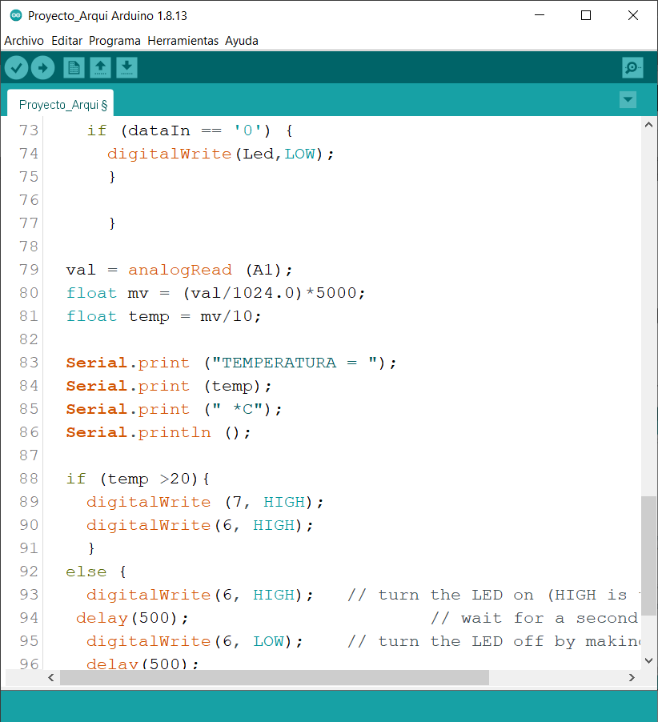 Proyecto_Arqui Arduino 1.8.13
Archivo Editar Programa Herramientas Ayuda
Proyecto_Arqui §
73 if (dataIn == '0') {
74 digitalWrite(Led,LOW);
75 }
76
77 }
78
79 val = analogRead (A1);
80 float mv = (val/1024.0)*5000;
81 float temp = mv/10;
82
83 Serial.print ("TEMPERATURA = ");
84 Serial.print (temp);
85 Serial.print (" *C");
86 Serial.println ();
87
88 if (temp >20){
89 digitalWrite (7, HIGH);
90 digitalWrite(6, HIGH);
91 }
92 else {
93 digitalWrite(6, HIGH); // turn the LED on (HIGH is
94 delay(500); // wait for a second
95 digitalWrite(6, LOW); // turn the LED off by makin
96 delay(500);